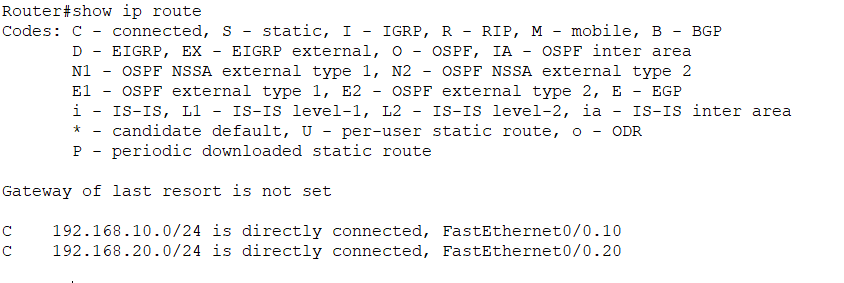 Router#show ip route
Codes: C - connected, S - static, I - IGRP, R - RIP, M - mobile, B - BGP
       D - EIGRP, EX - EIGRP external, O - OSPF, IA - OSPF inter area
       N1 - OSPF NSSA external type 1, N2 - OSPF NSSA external type 2
       E1 - OSPF external type 1, E2 - OSPF external type 2, E - EGP
       i - IS-IS, L1 - IS-IS level-1, L2 - IS-IS level-2, ia - IS-IS inter area
       * - candidate default, U - per-user static route, o - ODR
       P - periodic downloaded static route

Gateway of last resort is not set

C    192.168.10.0/24 is directly connected, FastEthernet0/0.10
C    192.168.20.0/24 is directly connected, FastEthernet0/0.20